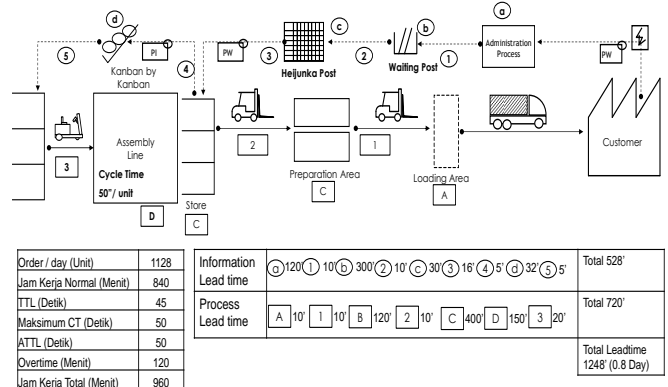 d
c
b
a
5
PI
4
PW
3
2
1
Administration
Process
PW
Kanban by
Kanban
Heijunka Post
Waiting Post
Assembly
Line
Cycle Time
50"/ unit
3
D
Store
C
2
Preparation Area
C
1
Loading Area
A
Customer
Order / day (Unit) 1128
Jam Kerja Normal (Menit) 840
TTL (Detik) 45
Maksimum CT (Detik) 50
ATTL (Detik) 50
Overtime (Menit) 120
Jam Kerja Total (Menit) 960
Information
Lead time
a 120' 1 10' b 300' 2 10' c 30' 3 16' 4 5' d 32' 5 5'
Total 528'
Process
Lead time
A 10' 1 10' B 120' 2 10' C 400' D 150' 3 20'
Total 720'
Total Leadtime
1248' (0.8 Day)